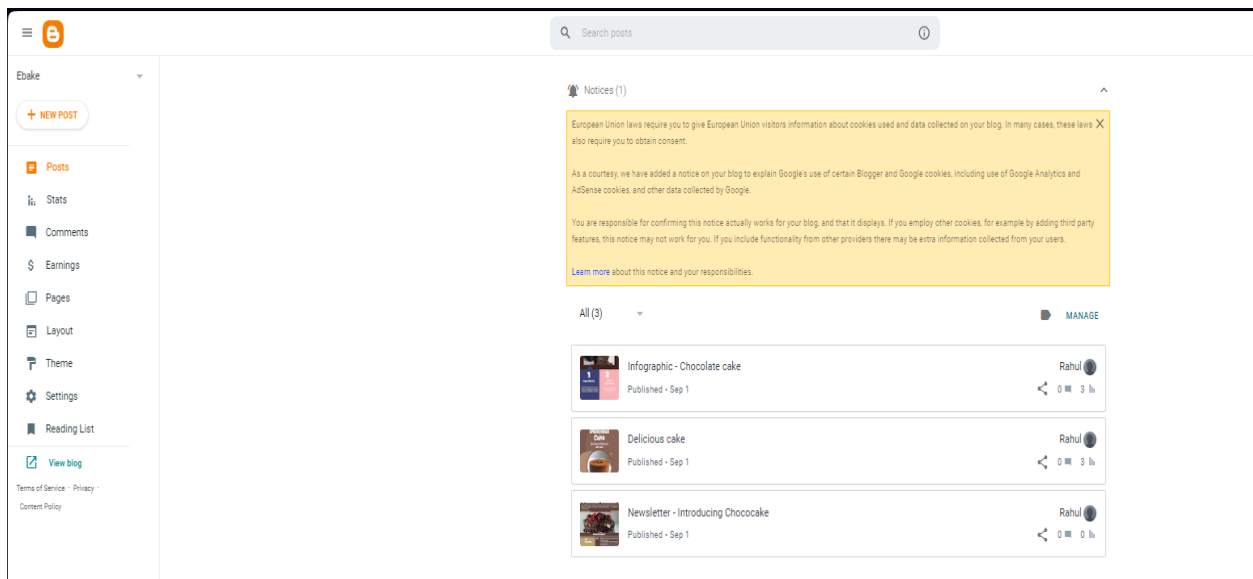 Search posts
Ebake
NEW POST
Posts
Stats
Comments
Earnings
Pages
Layout
Theme
Settings
Reading List
View blog
Terms of Service · Privacy ·
Content Policy
Notices (1)
European Union laws require you to give European Union visitors information about cookies used and data collected on your blog. In many cases, these laws
also require you to obtain consent.
As a courtesy, we have added a notice on your blog to explain Google's use of certain Blogger and Google cookies, including use of Google Analytics and
AdSense cookies, and other data collected by Google.
You are responsible for confirming this notice actually works for your blog, and that it displays. If you employ other cookies, for example by adding third party
features, this notice may not work for you. If you include functionality from other providers there may be extra information collected from your users.
Learn more about this notice and your responsibilities.
All (3)
MANAGE
1 2
Infographic - Chocolate cake
Rahul
Published · Sep 1
0 3
Cake
Delicious cake
Rahul
Published · Sep 1
0 3
Newsletter - Introducing Chococake
Rahul
Published · Sep 1
0 0